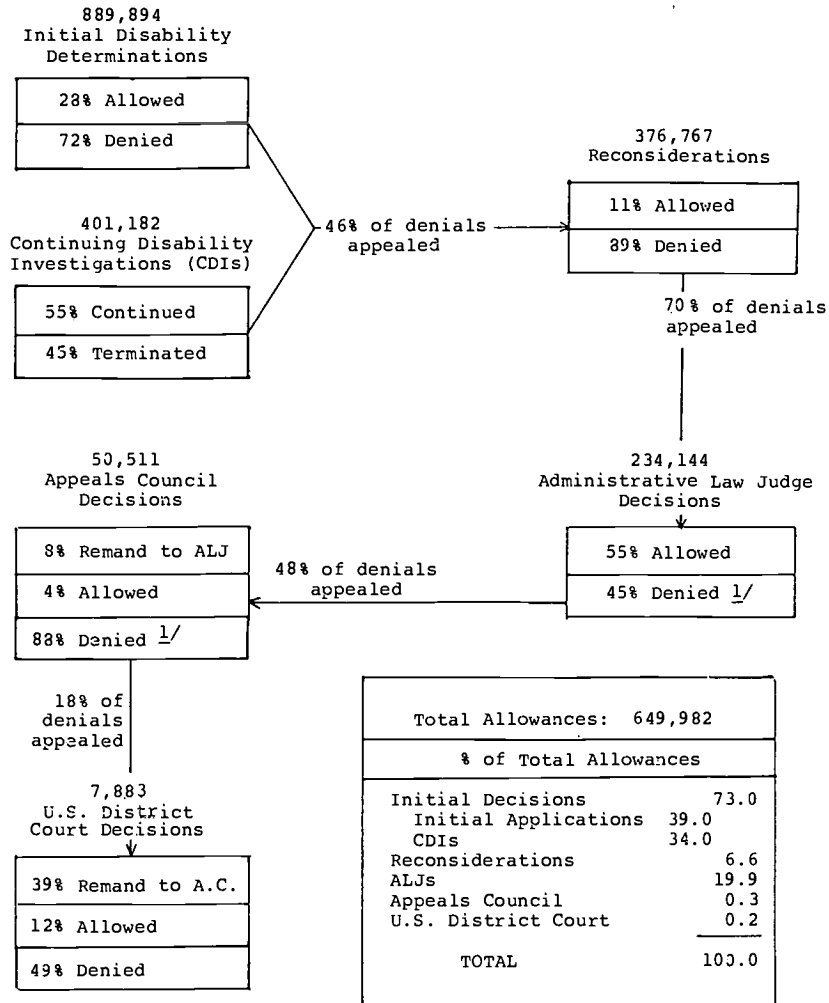 889,894
Initial Disability
Determinations
28% Allowed
72% Denied
401,182
Continuing Disability
Investigations (CDIs)
55% Continued
45% Terminated
46% of denials
appealed
376,767
Reconsiderations
11% Allowed
89% Denied
70% of denials
appealed
234,144
Administrative Law Judge
Decisions
55% Allowed
45% Denied 1/
48% of denials
appealed
50,511
Appeals Council
Decisions
8% Remand to ALJ
4% Allowed
88% Denied 1/
18% of
denials
appealed
7,883
U.S. District
Court Decisions
39% Remand to A.C.
12% Allowed
49% Denied
Total Allowances: 649,982
% of Total Allowances
Initial Decisions 73.0
Initial Applications 39.0
CDIs 34.0
Reconsiderations 6.6
ALJs 19.9
Appeals Council 0.3
U.S. District Court 0.2
TOTAL 100.0